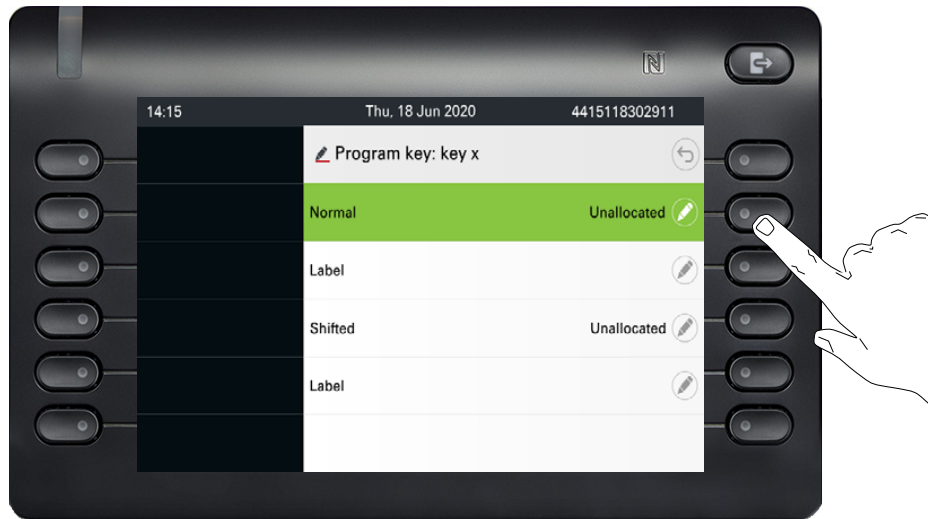 14:15 Thu, 18 Jun 2020 4415118302911
Program key: key x
Normal Unallocated
Label
Shifted Unallocated
Label